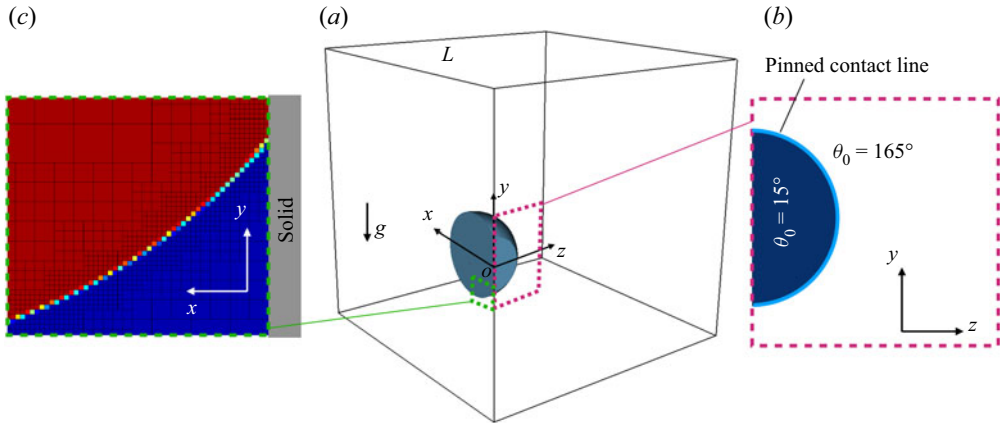 (c)
(a)
(b)
L
Pinned contact line
θ0 = 165°
θ0 = 15°
y
x
Solid
g
x
y
z
o
y
z